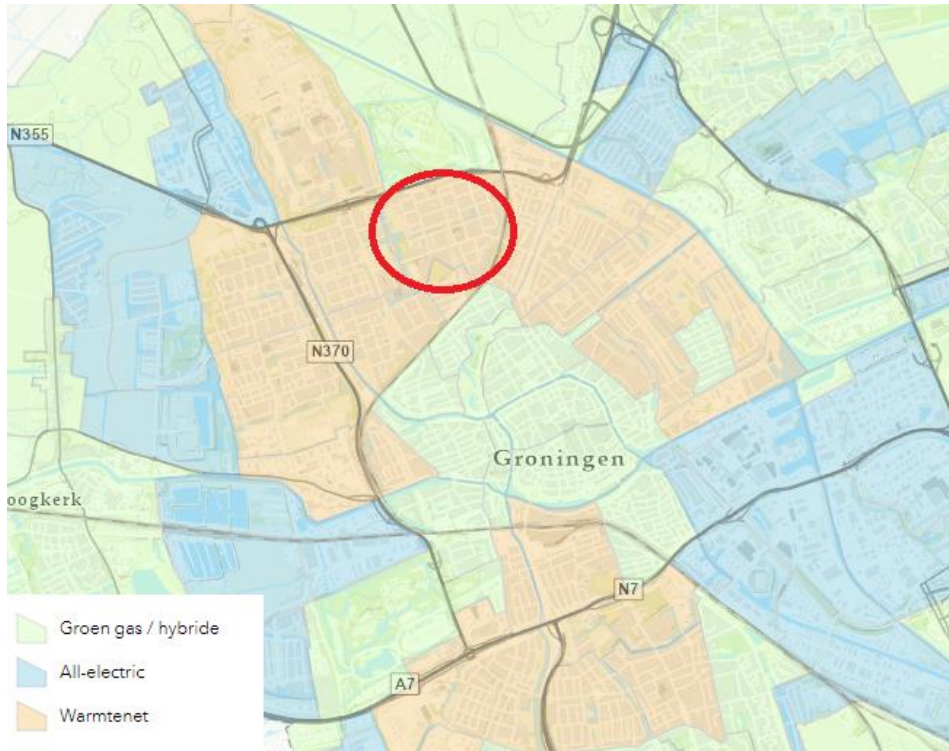 N355
N370
Groningen
oogkerk
N7
A7
Groen gas / hybride
All-electric
Warmtenet